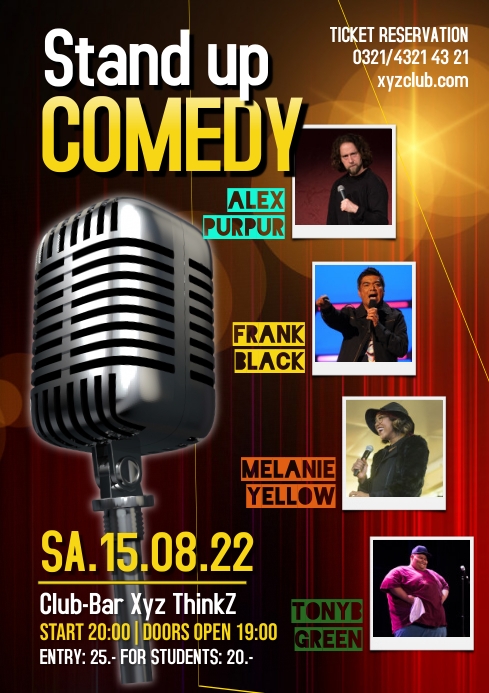 Stand up
COMEDY
TICKET RESERVATION
0321/4321 43 21
xyzclub.com
ALEX
PURPUR
FRANK
BLACK
MELANIE
YELLOW
TONYB
GREEN
SA.15.08.22
Club-Bar Xyz ThinkZ
START 20:00 | DOORS OPEN 19:00
ENTRY: 25.- FOR STUDENTS: 20.-